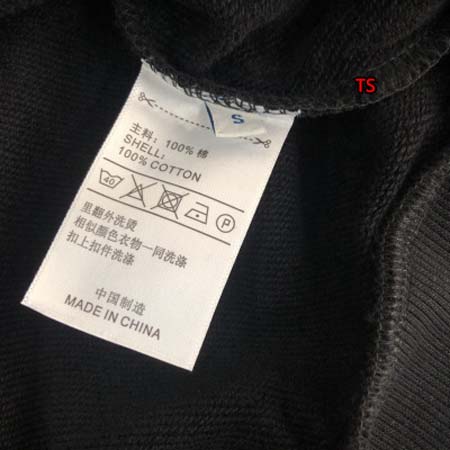 TS
S
主料: 100% 棉
SHELL:
100% COTTON
40 P
里翻外洗烫
相似颜色衣物一同洗涤
扣上扣件洗涤
中国制造
MADE IN CHINA